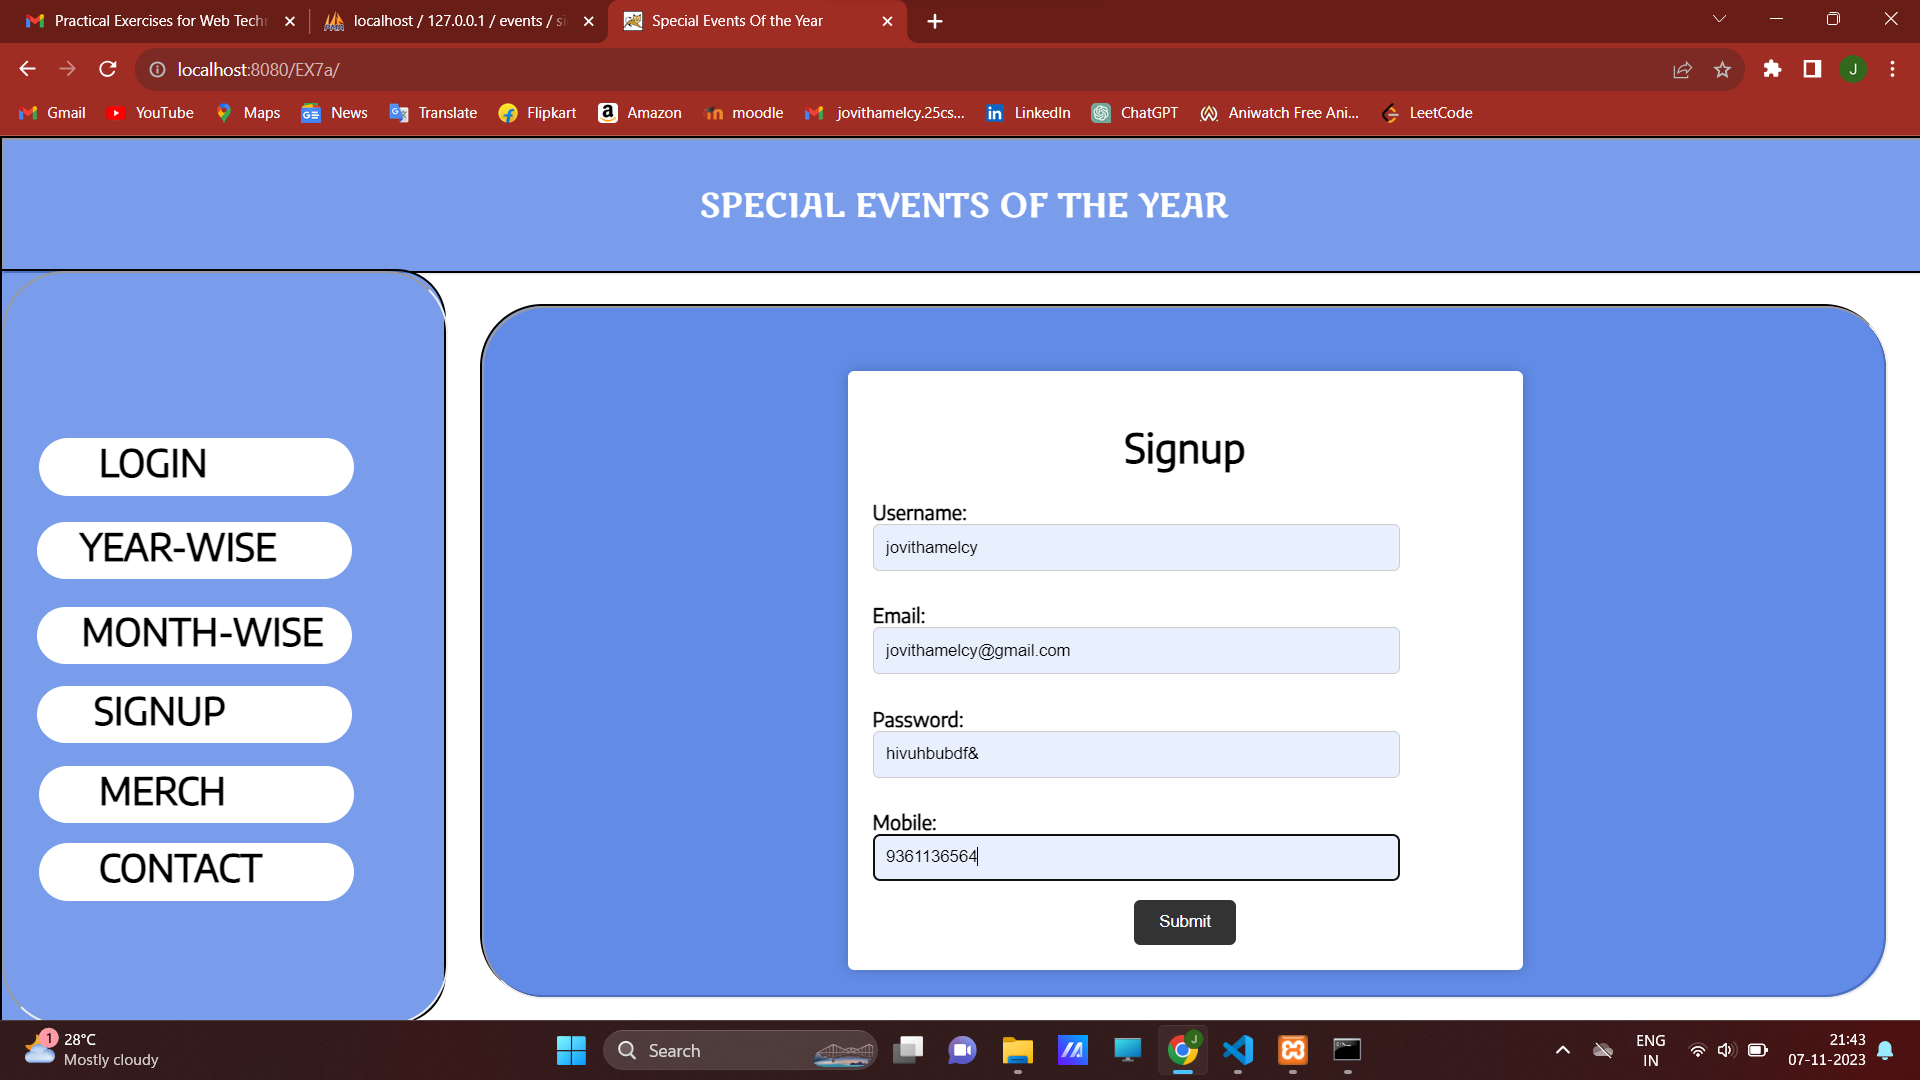 Practical Exercises for Web Techn
localhost / 127.0.0.1 / events / si
Special Events Of the Year
localhost:8080/EX7a/
J
Gmail
YouTube
Maps
News
Translate
Flipkart
Amazon
moodle
jovithamelcy.25cs...
LinkedIn
ChatGPT
Aniwatch Free Ani...
LeetCode
SPECIAL EVENTS OF THE YEAR
LOGIN
YEAR-WISE
MONTH-WISE
SIGNUP
MERCH
CONTACT
Signup
Username:
jovithamelcy
Email:
jovithamelcy@gmail.com
Password:
hivuhbubdf&
Mobile:
9361136564
Submit
1
28°C
Mostly cloudy
Search
J
ENG
IN
21:43
07-11-2023